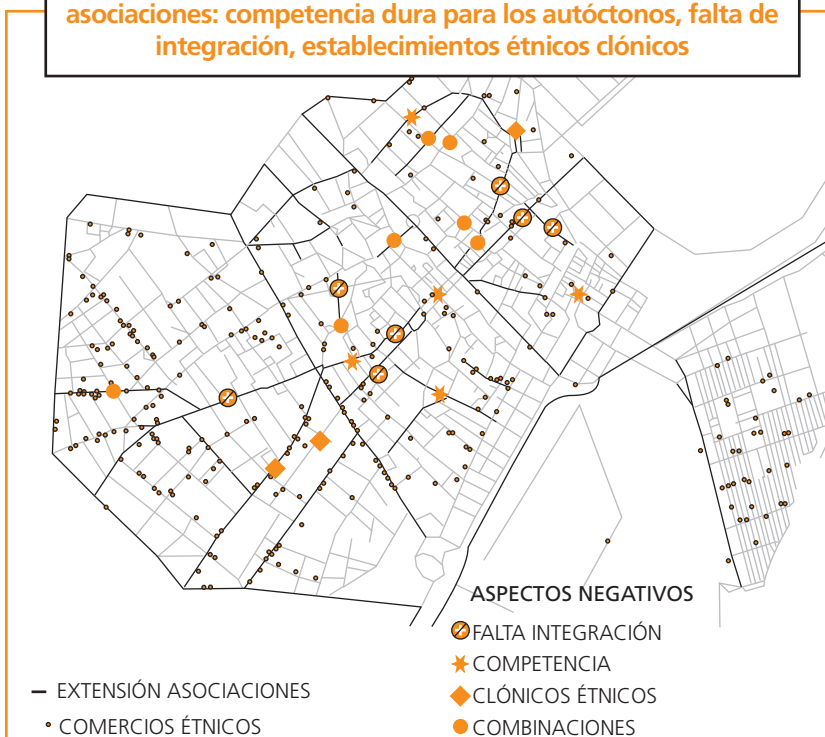 asociaciones: competencia dura para los autóctonos, falta de
integración, establecimientos étnicos clónicos
ASPECTOS NEGATIVOS
FALTA INTEGRACIÓN
COMPETENCIA
CLÓNICOS ÉTNICOS
COMBINACIONES
EXTENSIÓN ASOCIACIONES
COMERCIOS ÉTNICOS